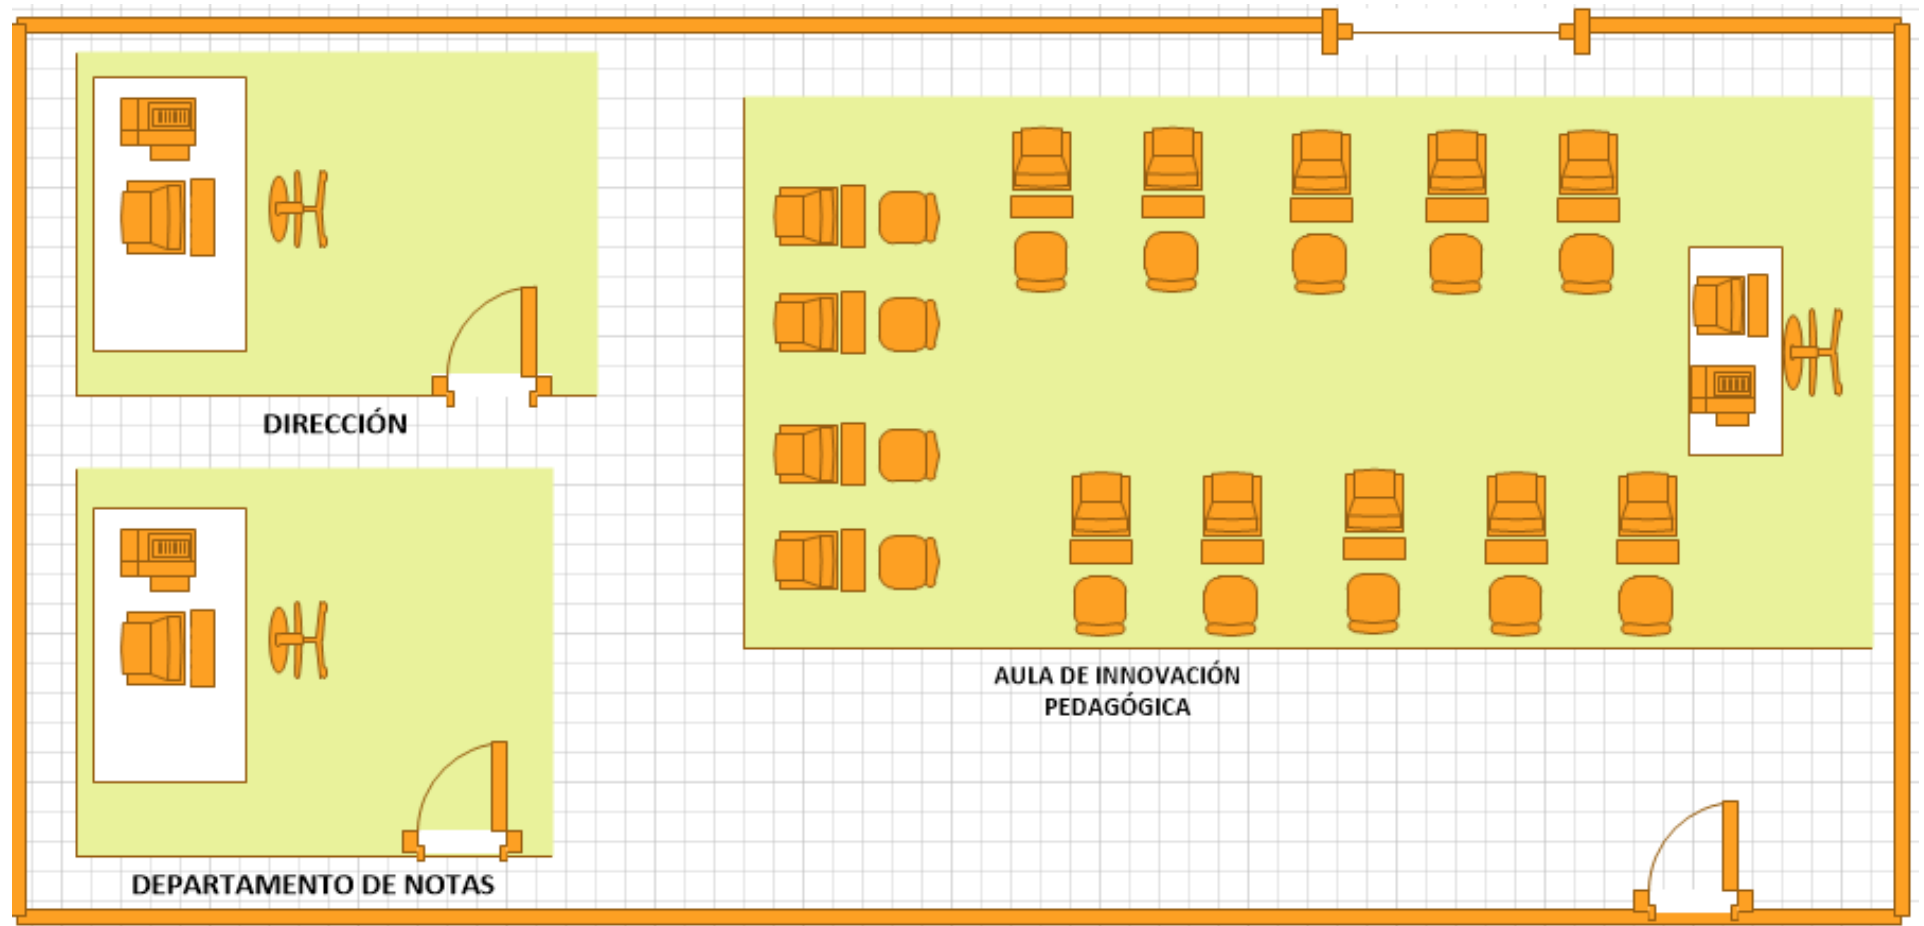 DIRECCIÓN
AULA DE INNOVACIÓN
PEDAGÓGICA
DEPARTAMENTO DE NOTAS